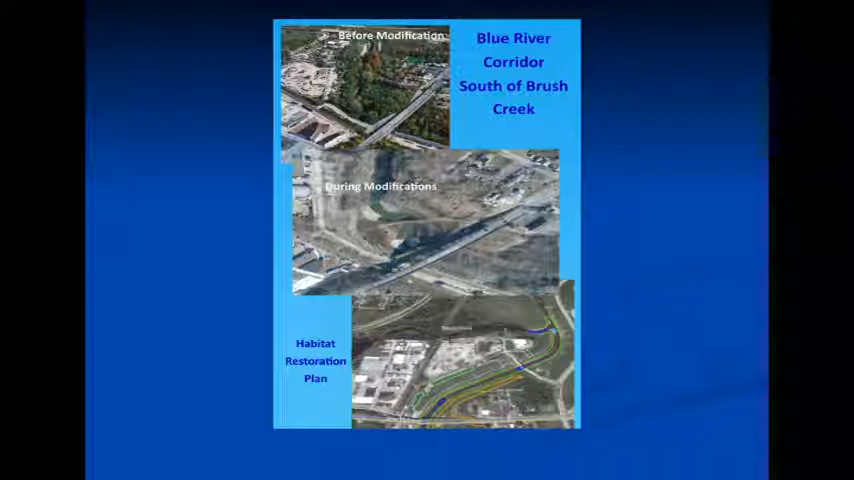 Before Modification
Blue River
Corridor
South of Brush
Creek
During Modifications
Habitat
Restoration
Plan